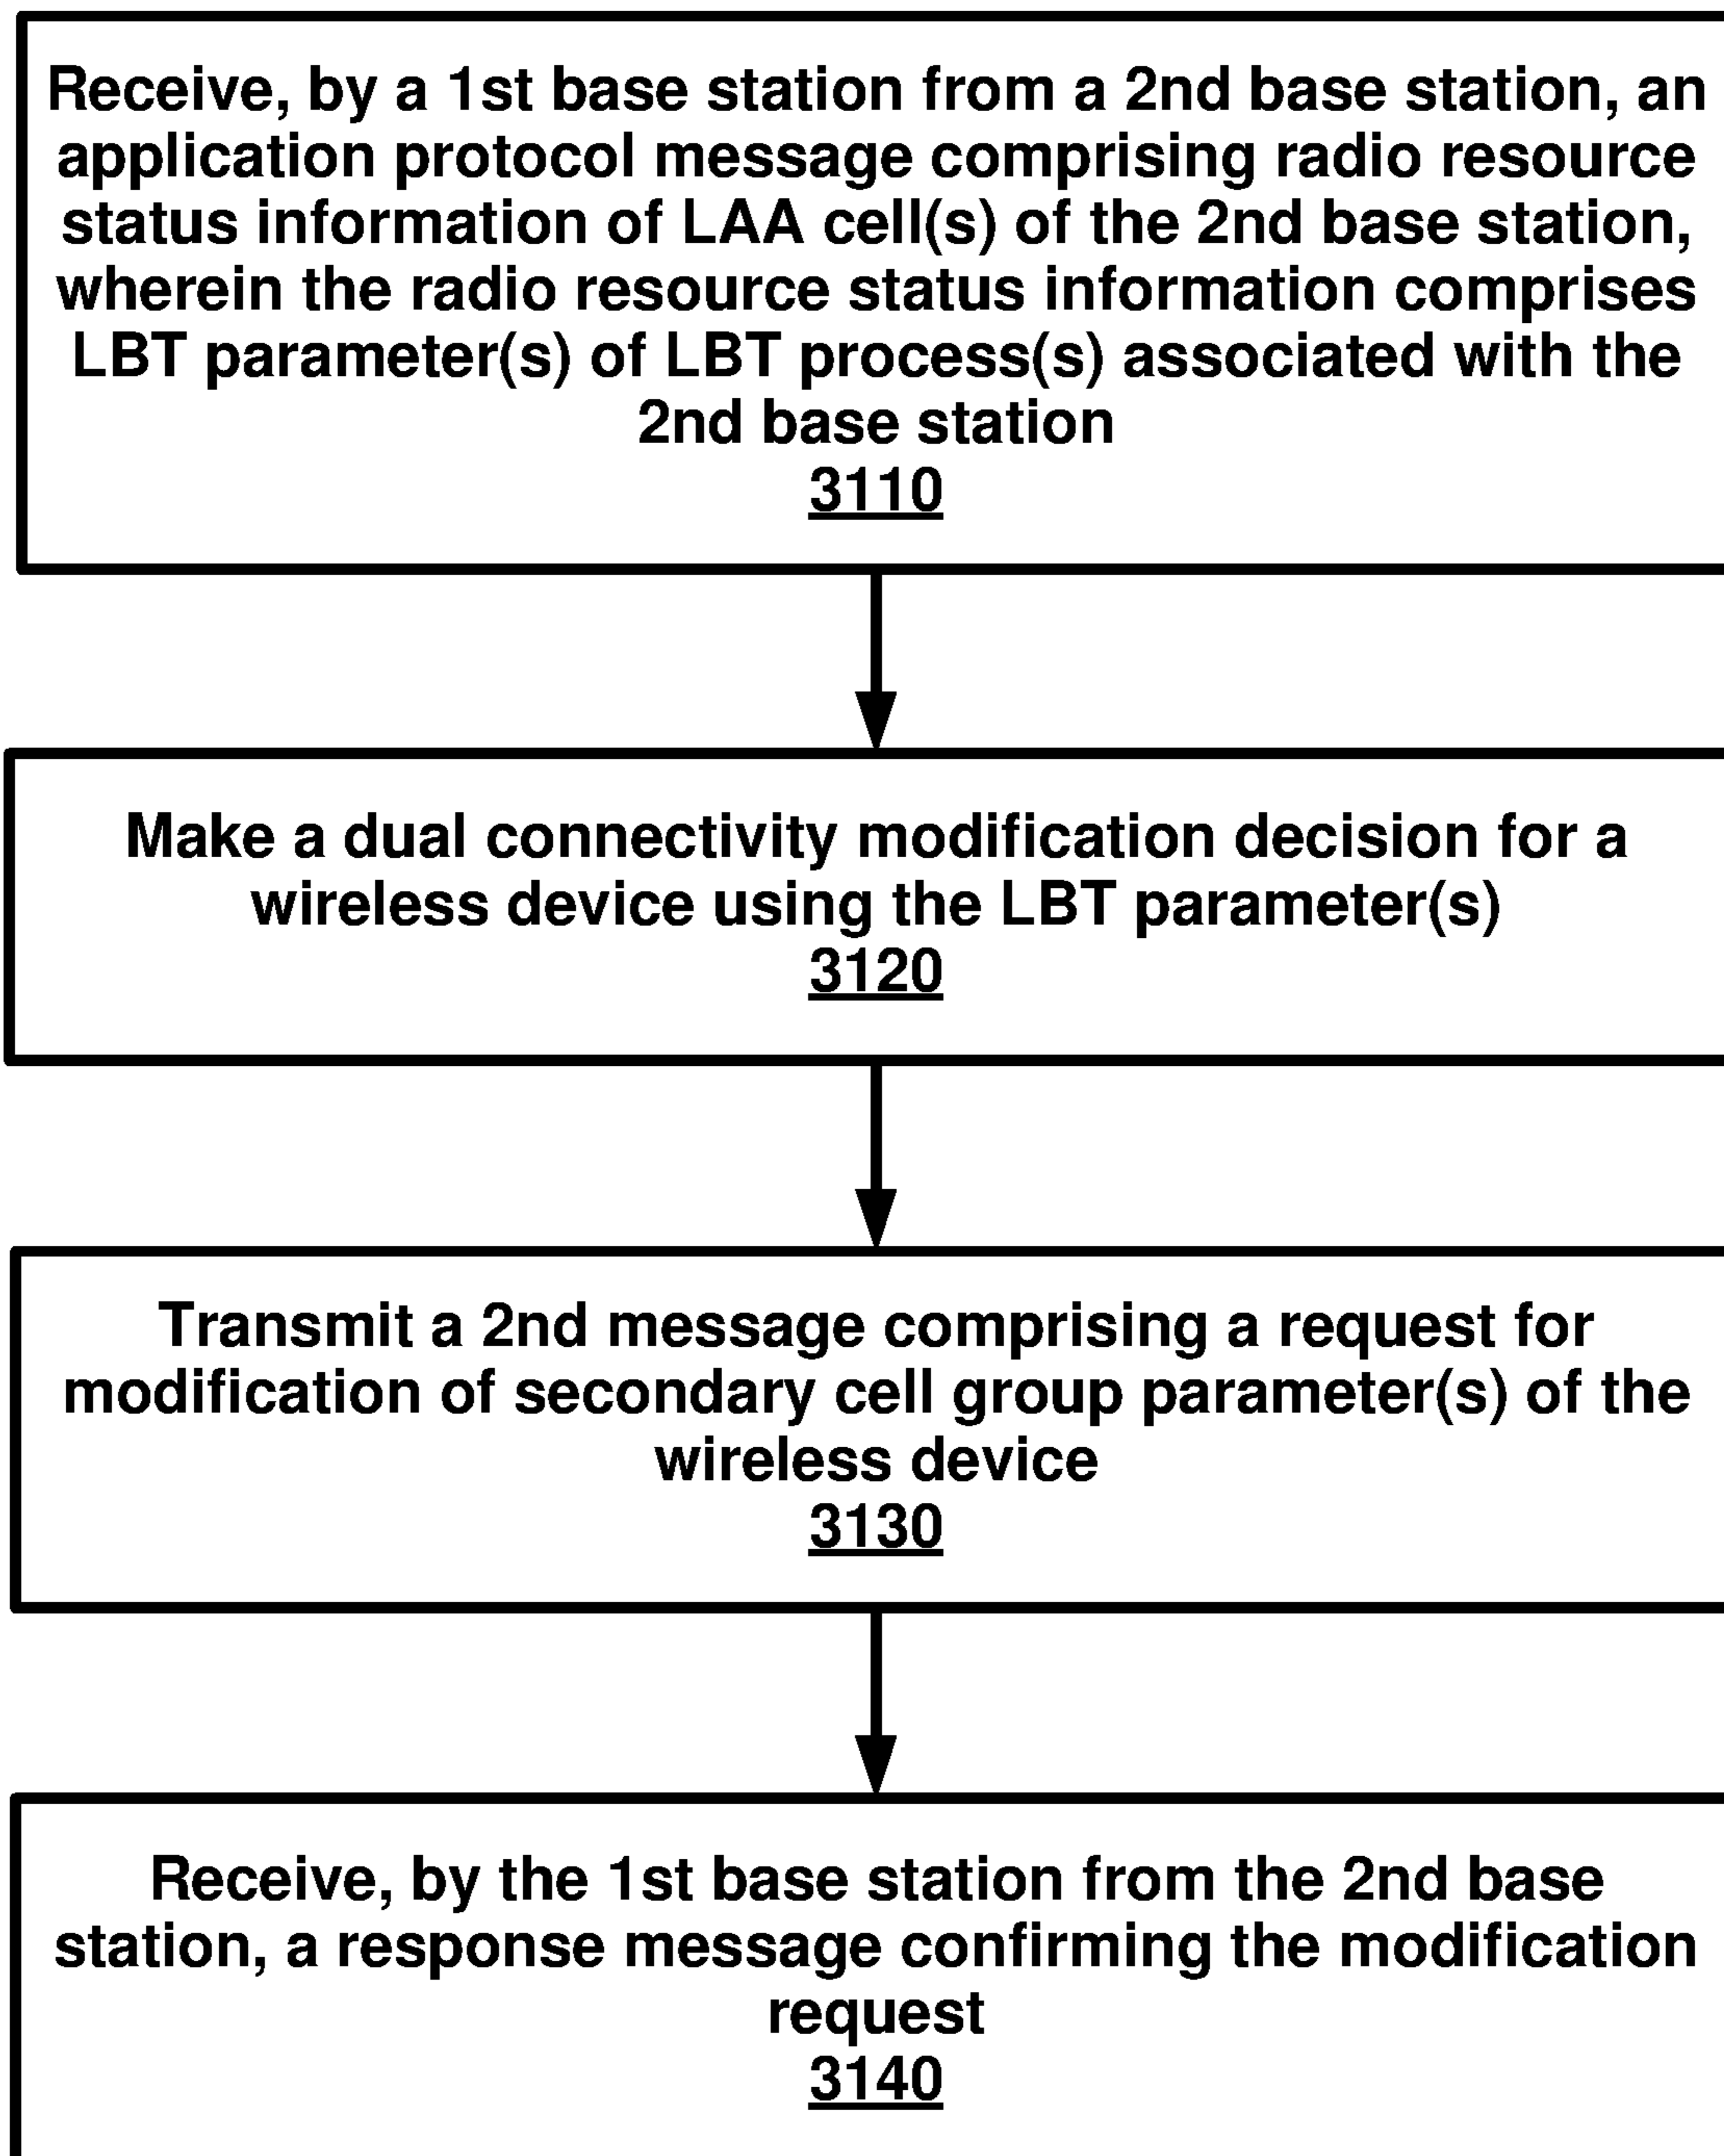 Receive, by a 1st base station from a 2nd base station, an
application protocol message comprising radio resource
status information of LAA cell(s) of the 2nd base station,
wherein the radio resource status information comprises
LBT parameter(s) of LBT process(s) associated with the
2nd base station
3110
Make a dual connectivity modification decision for a
wireless device using the LBT parameter(s)
3120
Transmit a 2nd message comprising a request for
modification of secondary cell group parameter(s) of the
wireless device
3130
Receive, by the 1st base station from the 2nd base
station, a response message confirming the modification
request
3140